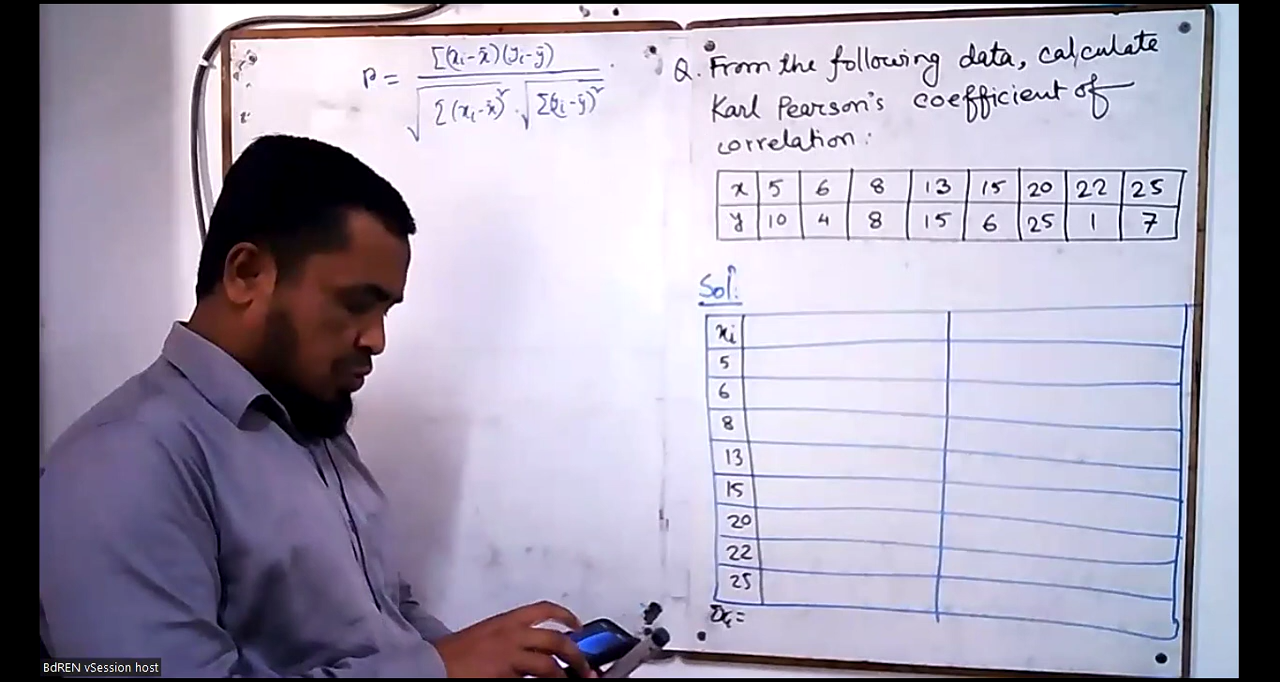 P = Σ(xi-x̄)(yi-ȳ) / √Σ(xi-x̄)² · √Σ(yi-ȳ)²
Q. From the following data, calculate
Karl Pearson's coefficient of
correlation:
x 5 6 8 13 15 20 22 25
y 10 4 8 15 6 25 1 7
Solⁿ:
xi
5
6
8
13
15
20
22
25
Σxi =
BdREN vSession host